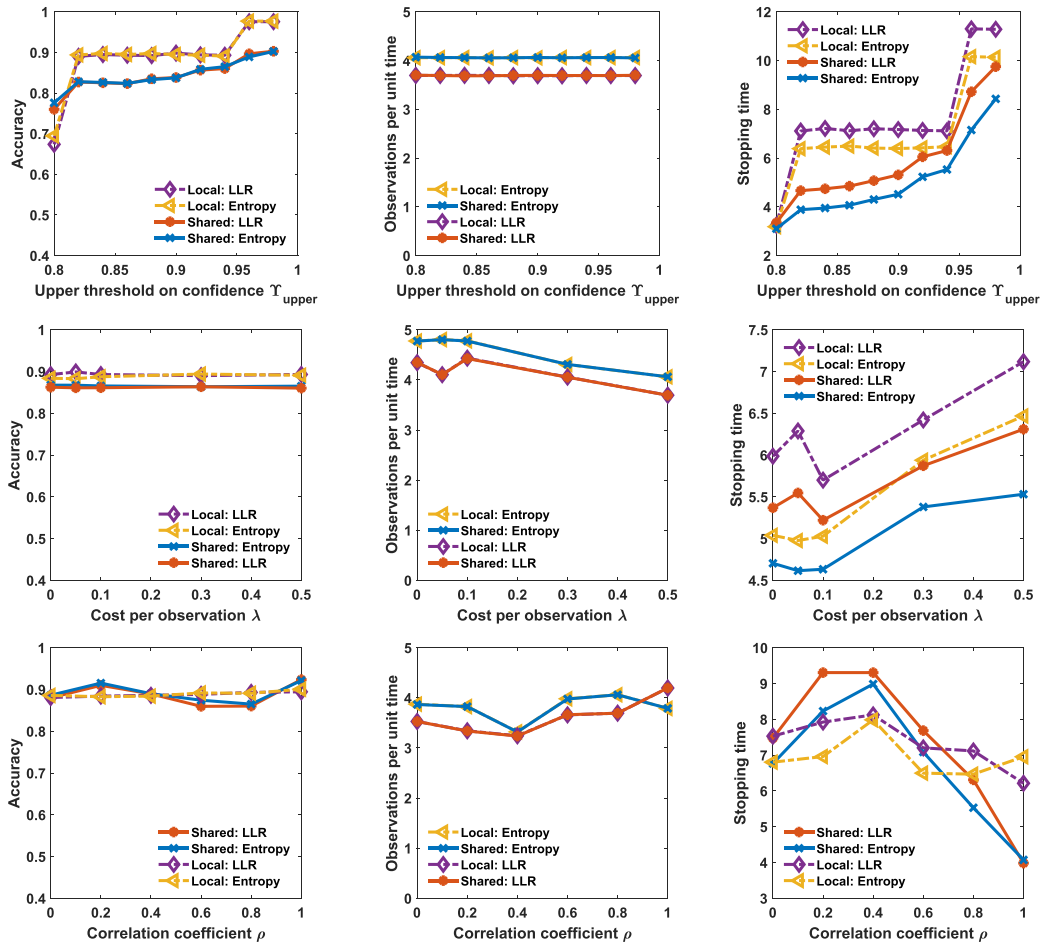 1
0.9
0.8
0.7
0.6
0.5
0.4
Accuracy
Local: LLR
Local: Entropy
Shared: LLR
Shared: Entropy
0.8 0.85 0.9 0.95 1
Upper threshold on confidence ϒupper
5
4
3
2
1
0
Observations per unit time
Local: Entropy
Shared: Entropy
Local: LLR
Shared: LLR
0.8 0.85 0.9 0.95 1
Upper threshold on confidence ϒupper
12
10
8
6
4
2
Stopping time
Local: LLR
Local: Entropy
Shared: LLR
Shared: Entropy
0.8 0.85 0.9 0.95 1
Upper threshold on confidence ϒupper
1
0.9
0.8
0.7
0.6
0.5
0.4
Accuracy
Local: LLR
Local: Entropy
Shared: Entropy
Shared: LLR
0 0.1 0.2 0.3 0.4 0.5
Cost per observation λ
5
4
3
2
1
0
Observations per unit time
Local: Entropy
Shared: Entropy
Local: LLR
Shared: LLR
0 0.1 0.2 0.3 0.4 0.5
Cost per observation λ
7.5
7
6.5
6
5.5
5
4.5
Stopping time
Local: LLR
Local: Entropy
Shared: LLR
Shared: Entropy
0 0.1 0.2 0.3 0.4 0.5
Cost per observation λ
1
0.9
0.8
0.7
0.6
0.5
0.4
Accuracy
Shared: LLR
Shared: Entropy
Local: LLR
Local: Entropy
0 0.2 0.4 0.6 0.8 1
Correlation coefficient ρ
5
4
3
2
1
0
Observations per unit time
Local: Entropy
Shared: Entropy
Local: LLR
Shared: LLR
0 0.2 0.4 0.6 0.8 1
Correlation coefficient ρ
10
9
8
7
6
5
4
3
Stopping time
Shared: LLR
Shared: Entropy
Local: LLR
Local: Entropy
0 0.2 0.4 0.6 0.8 1
Correlation coefficient ρ